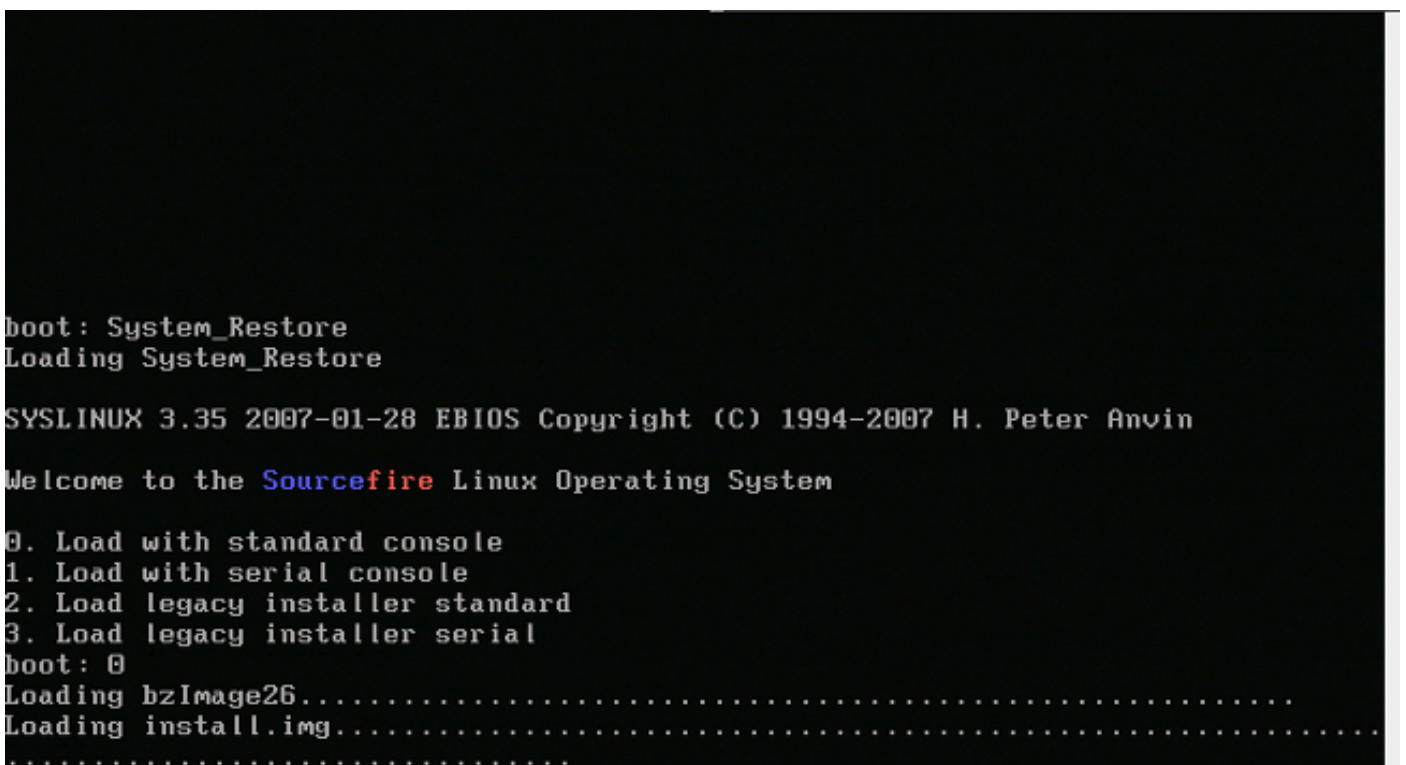 boot: System_Restore
Loading System_Restore
SYSLINUX 3.35 2007-01-28 EBIOS Copyright (C) 1994-2007 H. Peter Anvin
Welcome to the Sourcefire Linux Operating System
0. Load with standard console
1. Load with serial console
2. Load legacy installer standard
3. Load legacy installer serial
boot: 0
Loading bzImage26..........................................................
Loading install.img.............................................................
.................................